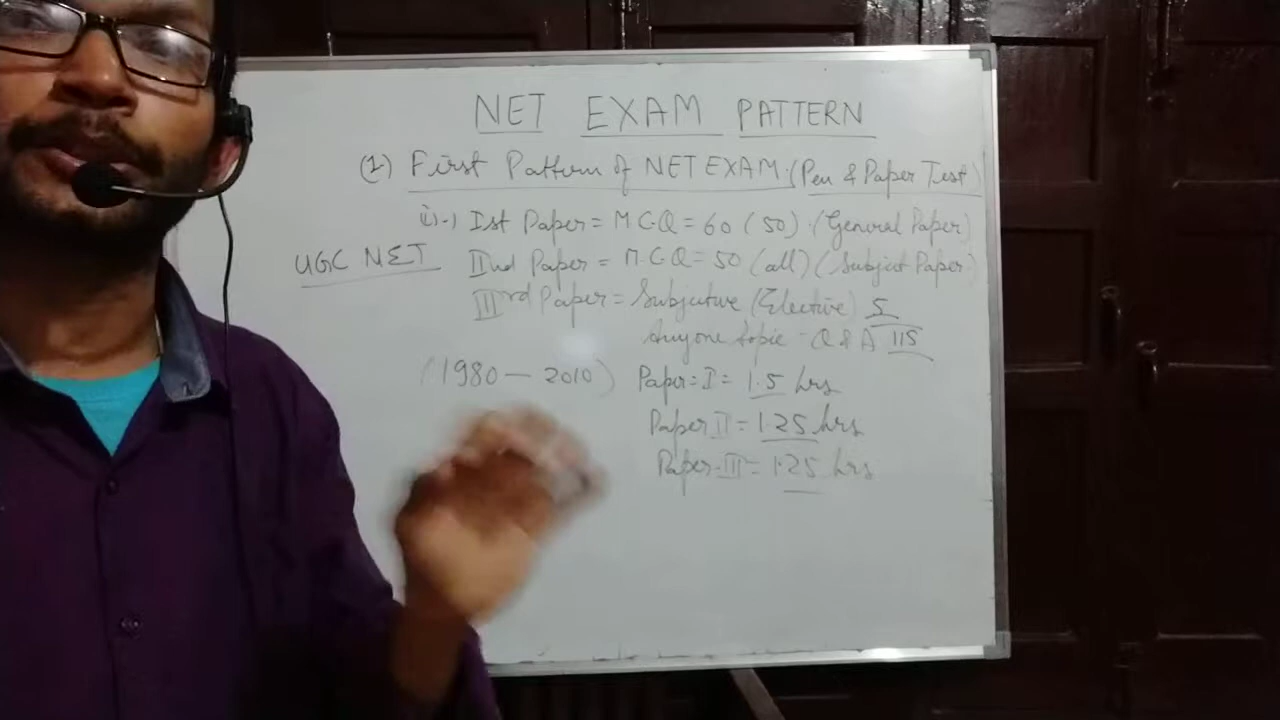 NET EXAM PATTERN
(1) First Pattern of NET EXAM. (Pen & Paper Test)
Ist Paper = M.C.Q = 60 (50) (General Paper)
UGC NET
IInd Paper = M.C.Q = 50 (all) (Subject Paper)
IIIrd Paper = Subjective (Elective) 5
Anyone topic - Q & A 115
(1980 — 2010)
Paper-I = 1.5 hrs
Paper II = 1.25 hrs
Paper-III = 1.25 hrs